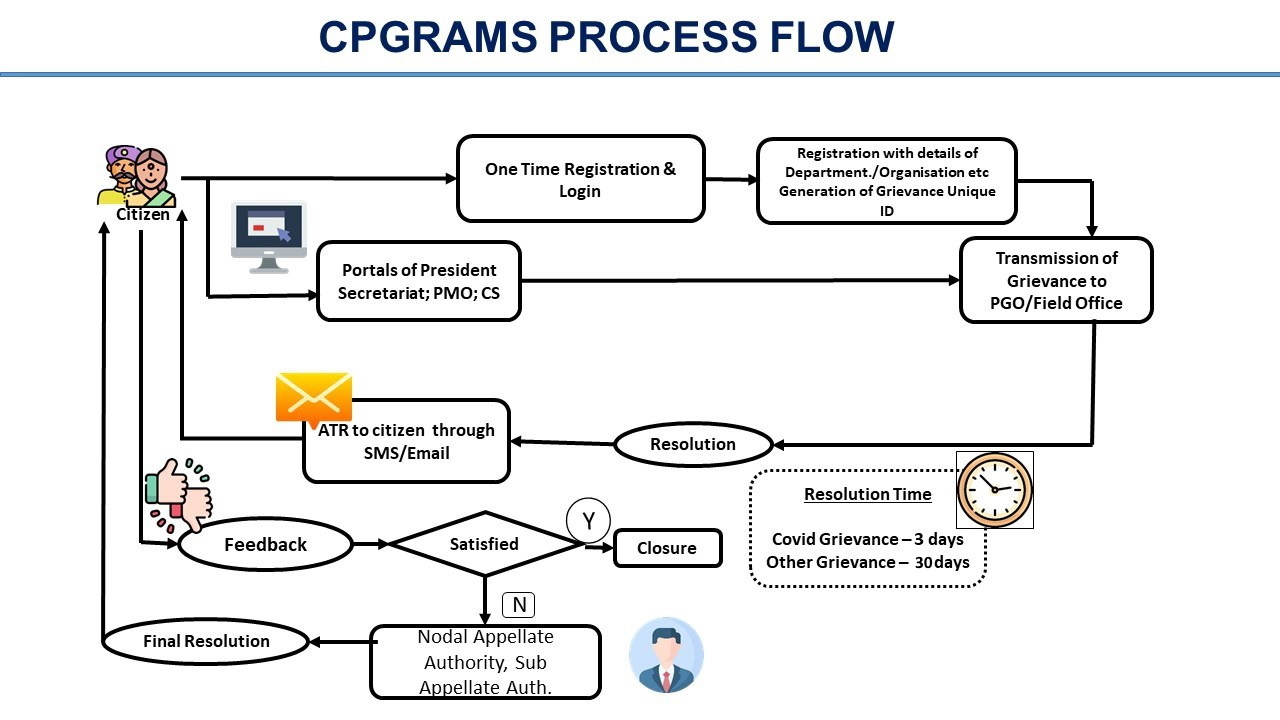 CPGRAMS PROCESS FLOW
Citizen
One Time Registration &
Login
Registration with details of
Department./Organisation etc
Generation of Grievance Unique
ID
Portals of President
Secretariat; PMO; CS
Transmission of
Grievance to
PGO/Field Office
ATR to citizen through
SMS/Email
Resolution
Resolution Time
Covid Grievance – 3 days
Other Grievance – 30days
Feedback
Satisfied
Y
Closure
N
Nodal Appellate
Authority, Sub
Appellate Auth.
Final Resolution